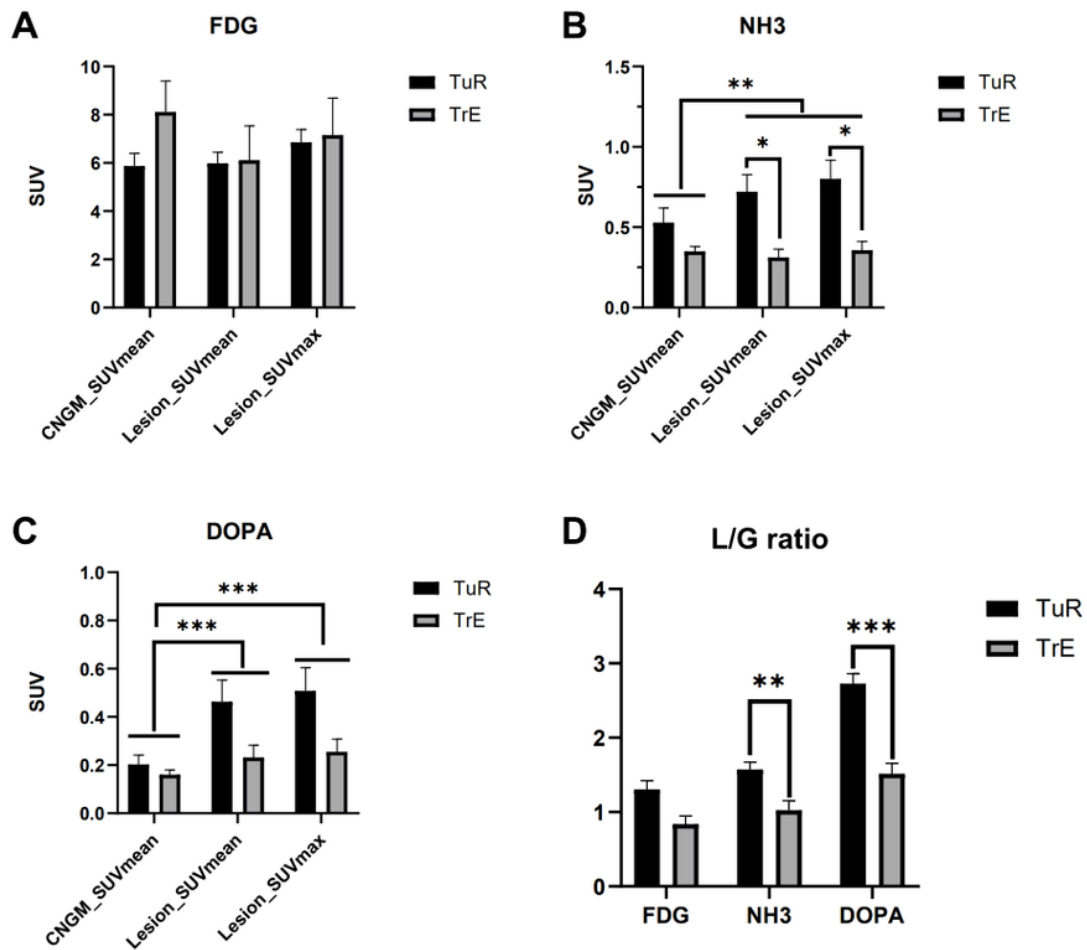 A
FDG
10
8
6
4
2
0
SUV
TuR
TrE
CNGM_SUVmean
Lesion_SUVmean
Lesion_SUVmax
B
NH3
1.5
1.0
0.5
0.0
SUV
**
*
*
TuR
TrE
CNGM_SUVmean
Lesion_SUVmean
Lesion_SUVmax
C
DOPA
1.0
0.8
0.6
0.4
0.2
0.0
SUV
***
***
TuR
TrE
CNGM_SUVmean
Lesion_SUVmean
Lesion_SUVmax
D
L/G ratio
4
3
2
1
0
**
***
TuR
TrE
FDG
NH3
DOPA